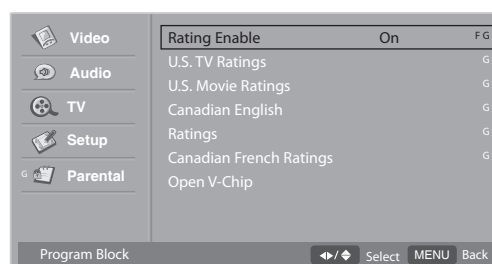 Video
Audio
TV
Setup
G Parental
Rating Enable On F G
U.S. TV Ratings G
U.S. Movie Ratings G
Canadian English G
Ratings G
Canadian French Ratings G
Open V-Chip
Program Block
/ Select MENU Back